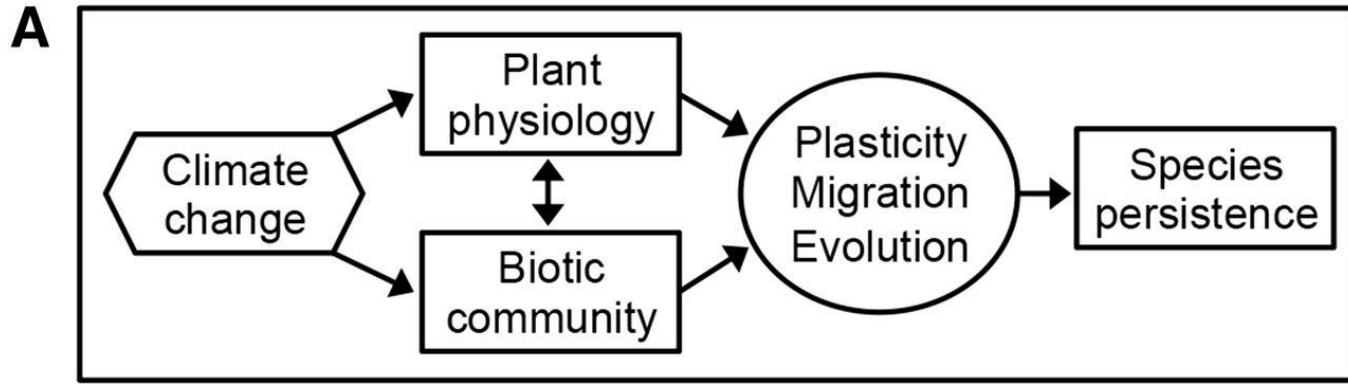 A
Climate
change
Plant
physiology
Biotic
community
Plasticity
Migration
Evolution
Species
persistence